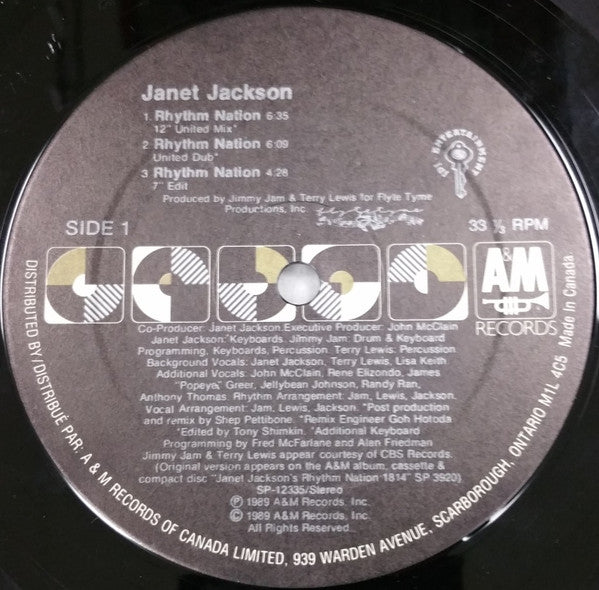 Janet Jackson
1. Rhythm Nation 6:35
12" United Mix*
2 Rhythm Nation 6:09
United Dub*
3 Rhythm Nation 4:28
7" Edit
Produced by Jimmy Jam & Terry Lewis for Flyte Tyme
Productions, Inc.
ENTERTAINMENT
SIDE 1
33 ⅓ RPM
A&M
RECORDS
Co-Producer: Janet Jackson. Executive Producer: John McClain
Janet Jackson: Keyboards. Jimmy Jam: Drum & Keyboard
Programming, Keyboards, Percussion. Terry Lewis: Percussion
Background Vocals: Janet Jackson, Terry Lewis, Lisa Keith
Additional Vocals: John McClain, Rene Elizondo, James
"Popeye" Greer, Jellybean Johnson, Randy Ran,
Anthony Thomas. Rhythm Arrangement: Jam, Lewis, Jackson.
Vocal Arrangement: Jam, Lewis, Jackson. *Post production
and remix by Shep Pettibone. *Remix Engineer Goh Hotoda
*Edited by Tony Shimkin. *Additional Keyboard
Programming by Fred McFarlane and Alan Friedman
Jimmy Jam & Terry Lewis appear courtesy of CBS Records.
(Original version appears on the A&M album, cassette &
compact disc "Janet Jackson's Rhythm Nation 1814" SP 3920)
SP-12335/Stereo
℗ 1989 A&M Records, Inc.
© 1989 A&M Records, Inc.
All Rights Reserved.
DISTRIBUTED BY/DISTRIBUÉ PAR: A & M RECORDS OF CANADA LIMITED, 939 WARDEN AVENUE, SCARBOROUGH, ONTARIO M1L 4C5 Made in Canada